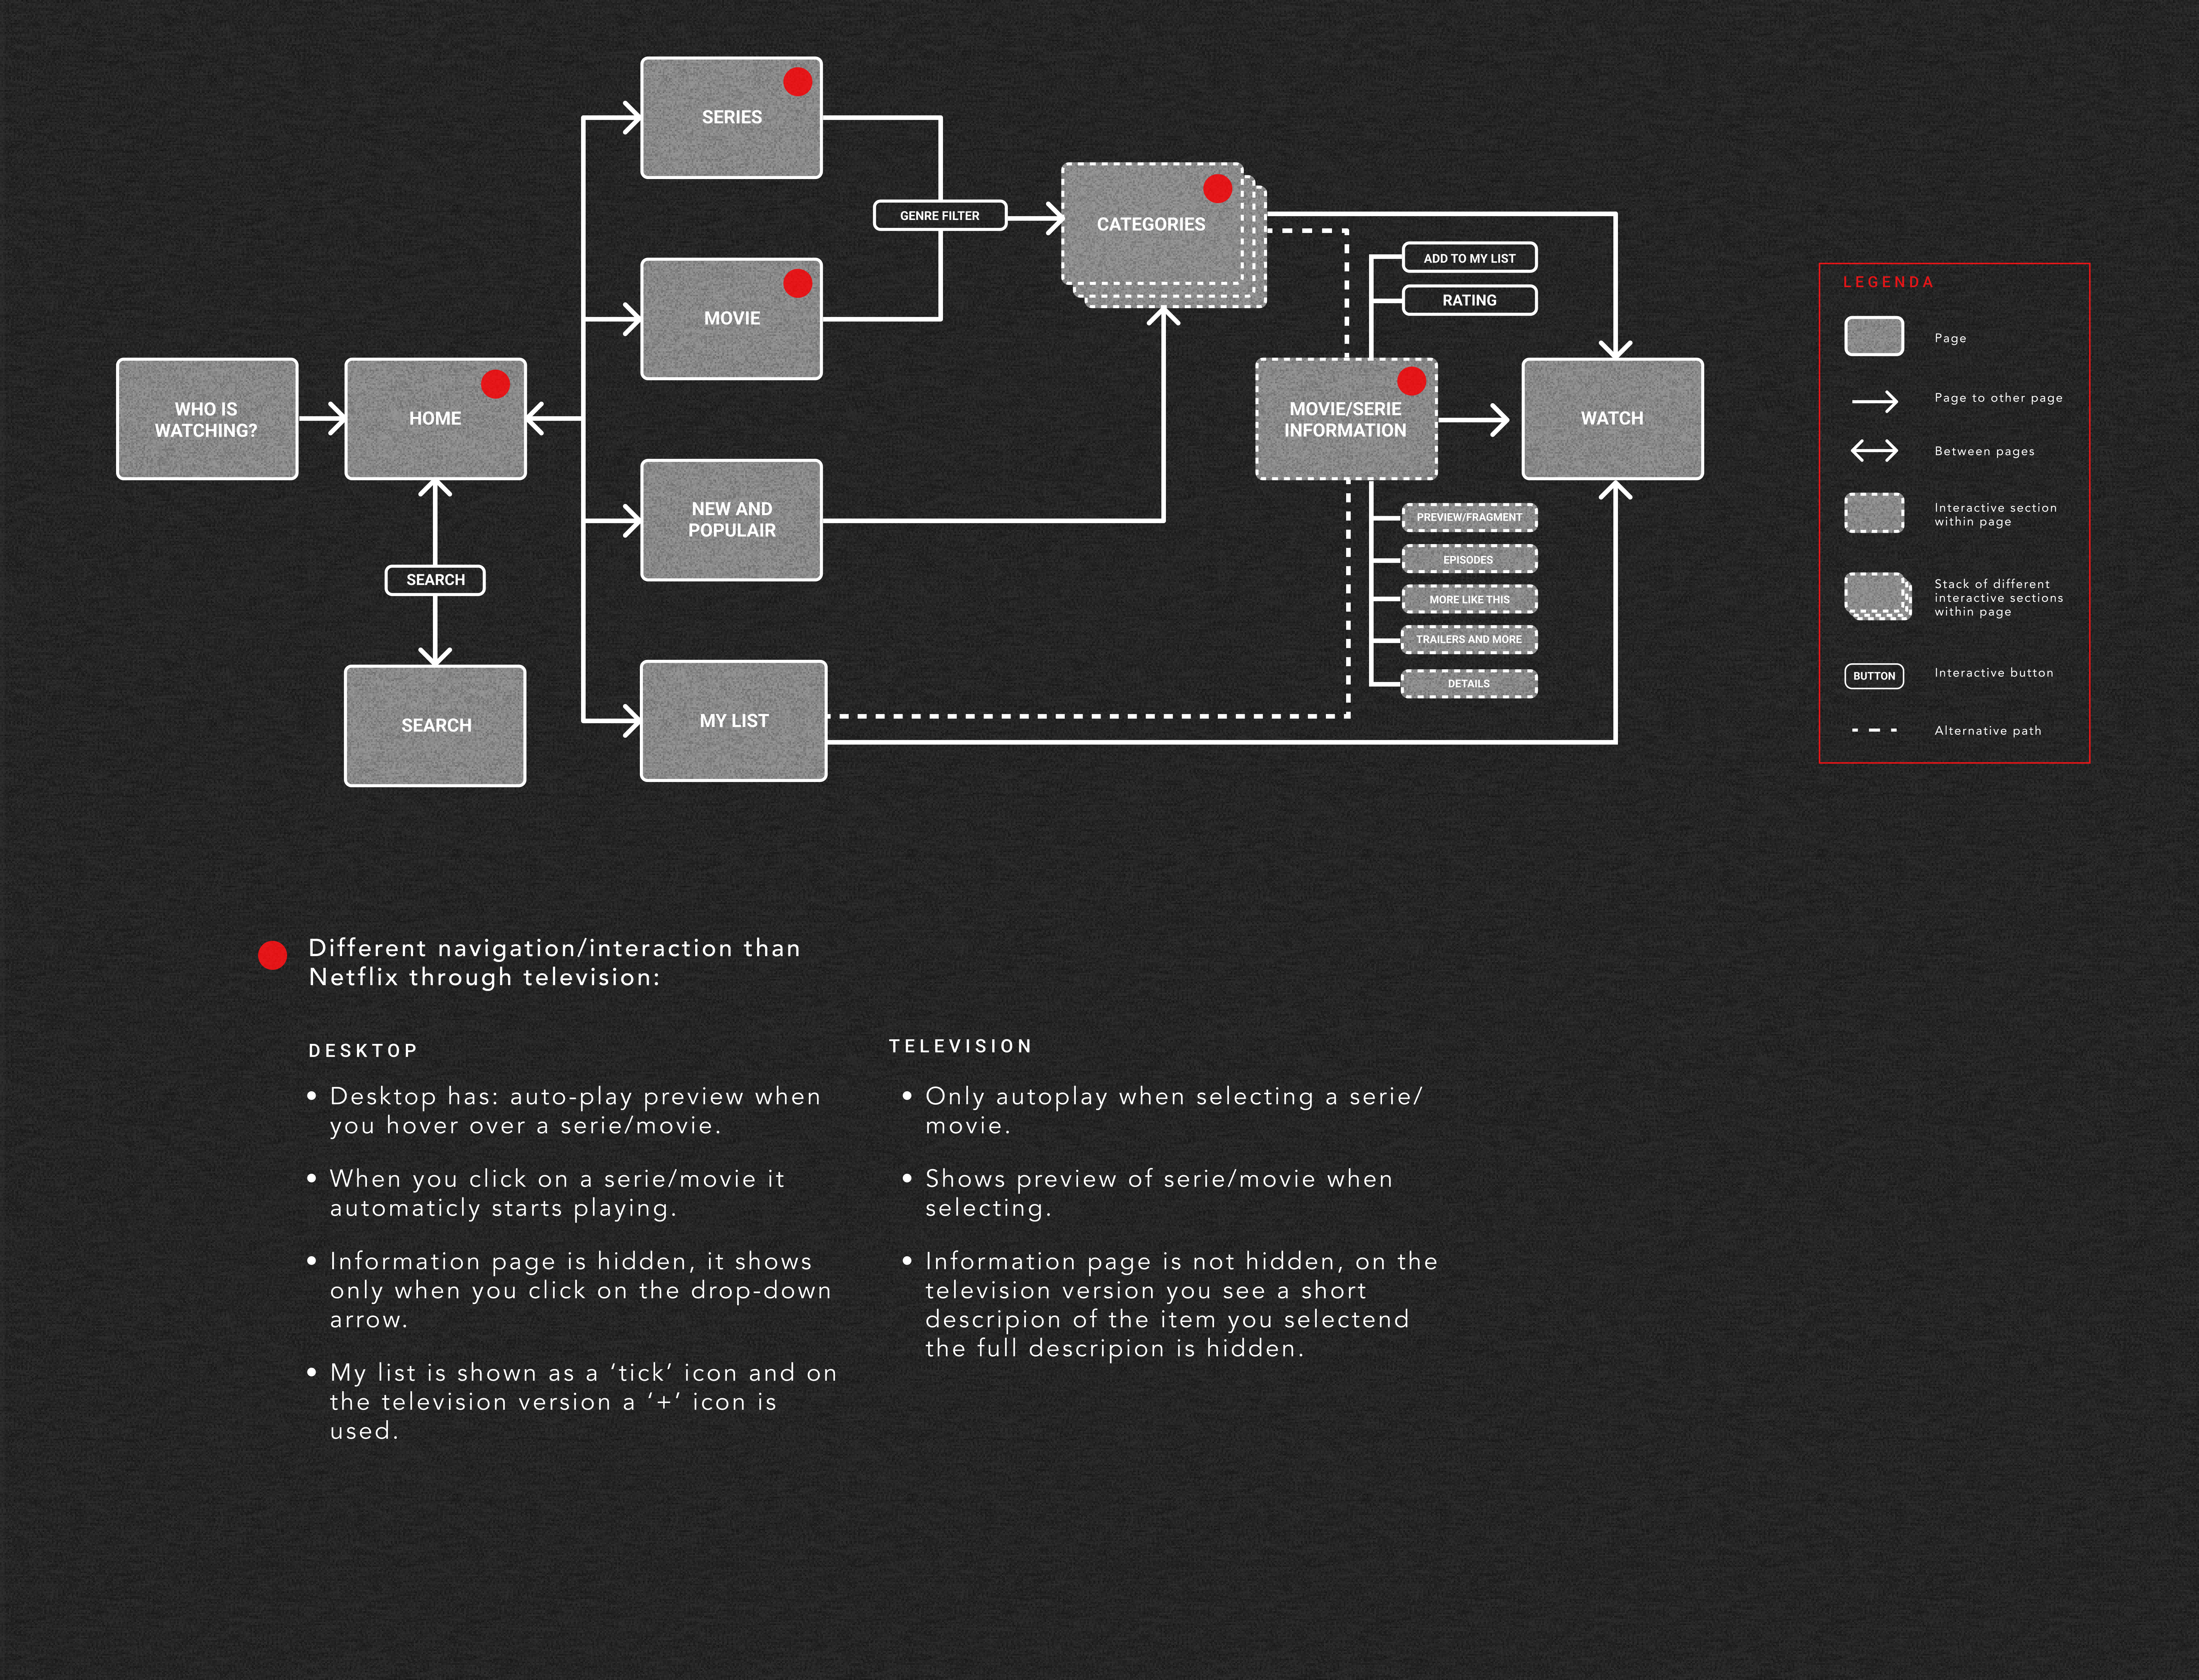 SERIES
GENRE FILTER
CATEGORIES
ADD TO MY LIST
RATING
MOVIE
WHO IS
WATCHING?
HOME
MOVIE/SERIE
INFORMATION
WATCH
NEW AND
POPULAIR
PREVIEW/FRAGMENT
EPISODES
MORE LIKE THIS
TRAILERS AND MORE
DETAILS
SEARCH
SEARCH
MY LIST
LEGENDA
Page
Page to other page
Between pages
Interactive section
within page
Stack of different
interactive sections
within page
BUTTON
Interactive button
Alternative path
Different navigation/interaction than
Netflix through television:
DESKTOP
• Desktop has: auto-play preview when
you hover over a serie/movie.
• When you click on a serie/movie it
automaticly starts playing.
• Information page is hidden, it shows
only when you click on the drop-down
arrow.
• My list is shown as a ‘tick’ icon and on
the television version a ‘+’ icon is
used.
TELEVISION
• Only autoplay when selecting a serie/
movie.
• Shows preview of serie/movie when
selecting.
• Information page is not hidden, on the
television version you see a short
descripion of the item you selectend
the full descripion is hidden.